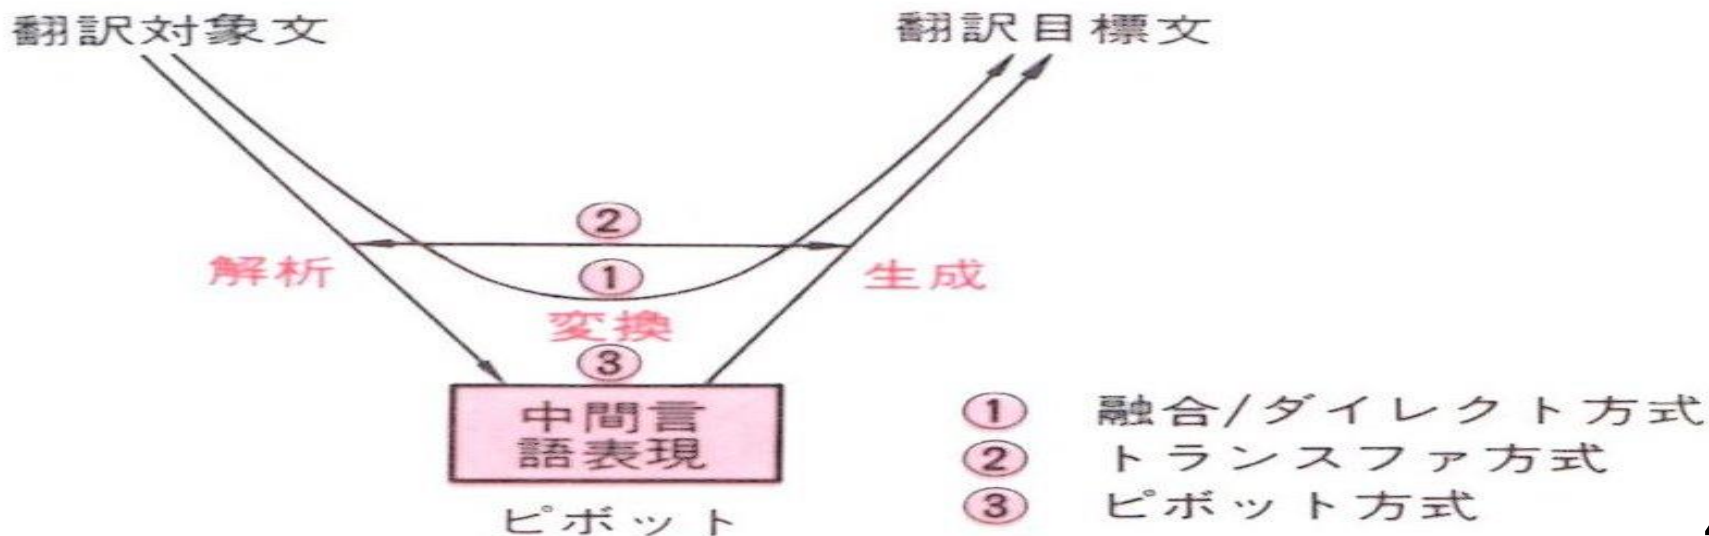 翻訳対象文
翻訳目標文
②
解析
①
生成
変換
③
中間言
語表現
ピボット
① 融合/ダイレクト方式
② トランスファ方式
③ ピボット方式